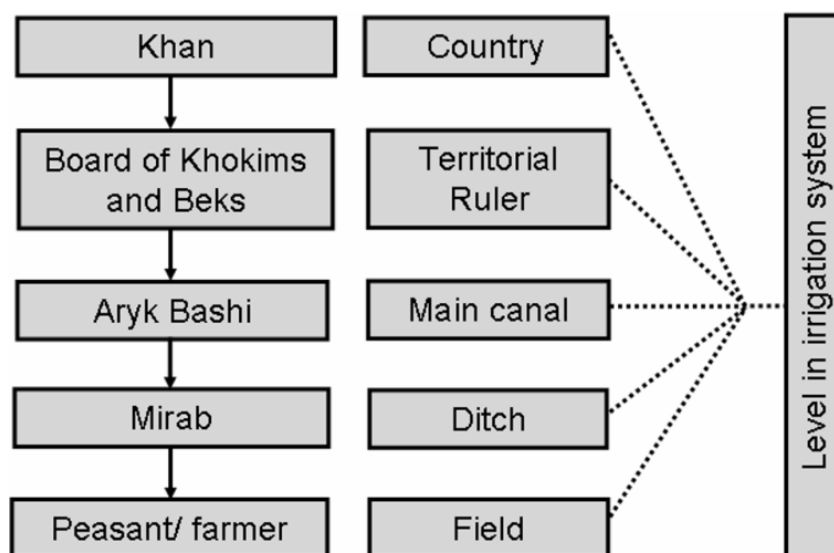 Khan
Country
Board of Khokims
and Beks
Territorial
Ruler
Aryk Bashi
Main canal
Mirab
Ditch
Peasant/ farmer
Field
Level in irrigation system